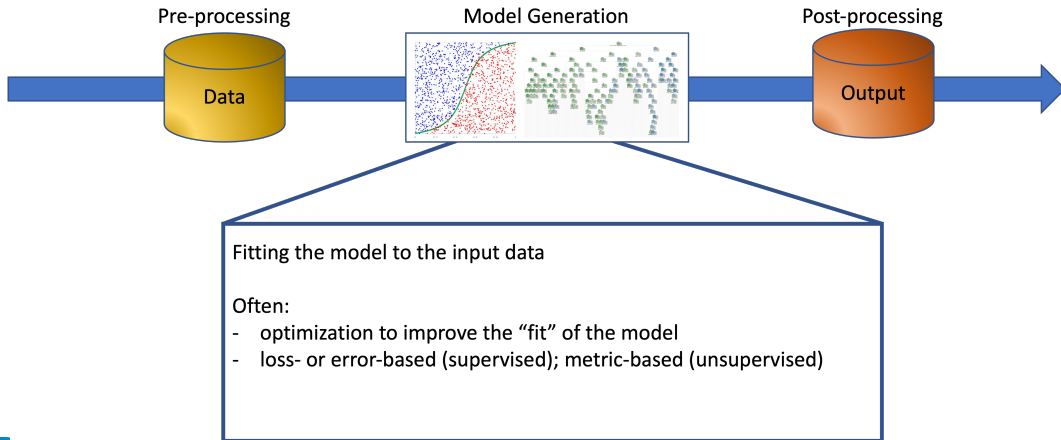 Pre-processing
Model Generation
Post-processing
Data
Output
Fitting the model to the input data
Often:
- optimization to improve the “fit” of the model
- loss- or error-based (supervised); metric-based (unsupervised)